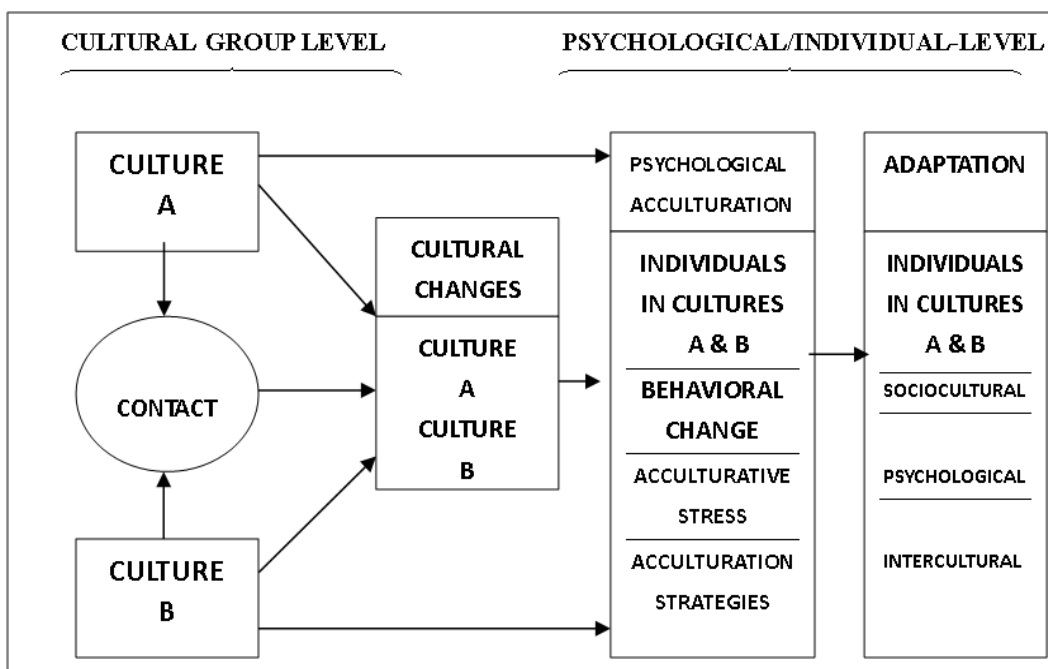 CULTURAL GROUP LEVEL
PSYCHOLOGICAL/INDIVIDUAL-LEVEL
CULTURE
A
CONTACT
CULTURE
B
CULTURAL
CHANGES
CULTURE
A
CULTURE
B
PSYCHOLOGICAL
ACCULTURATION
INDIVIDUALS
IN CULTURES
A & B
BEHAVIORAL
CHANGE
ACCULTURATIVE
STRESS
ACCULTURATION
STRATEGIES
ADAPTATION
INDIVIDUALS
IN CULTURES
A & B
SOCIOCULTURAL
PSYCHOLOGICAL
INTERCULTURAL